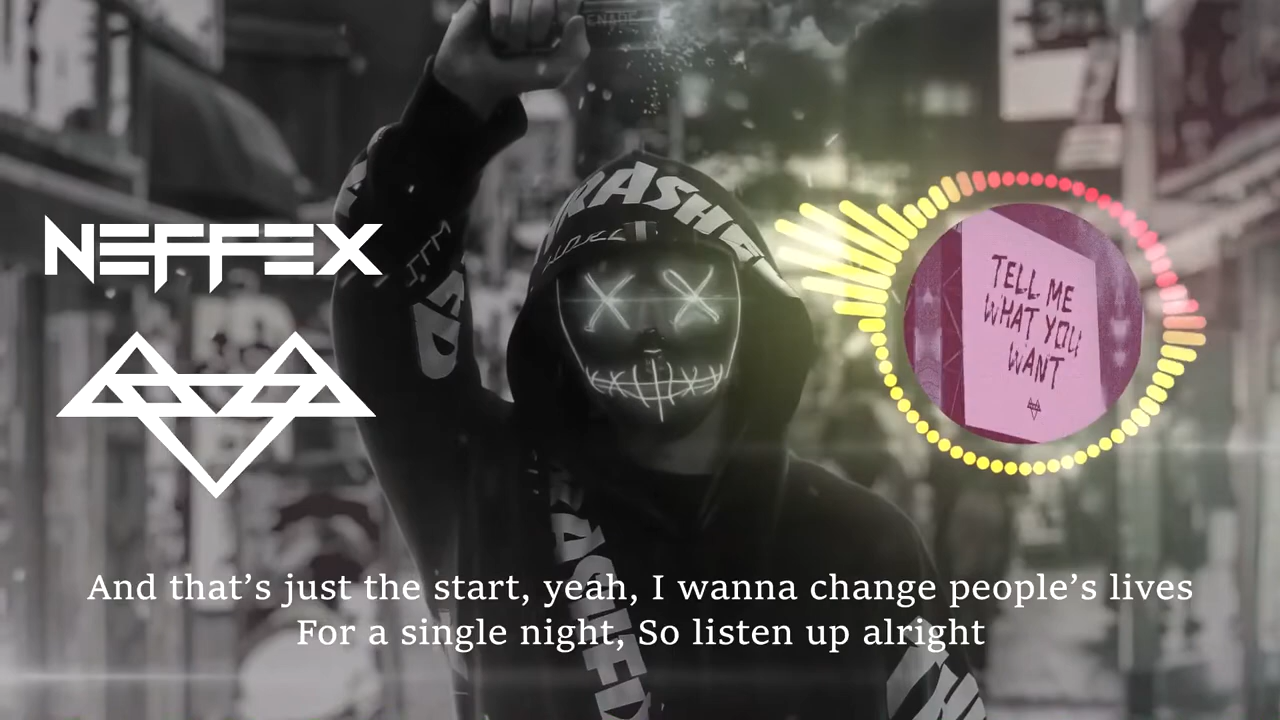 NEFFEX
TELL ME
WHAT YOU
WANT
And that's just the start, yeah, I wanna change people's lives
For a single night, So listen up alright